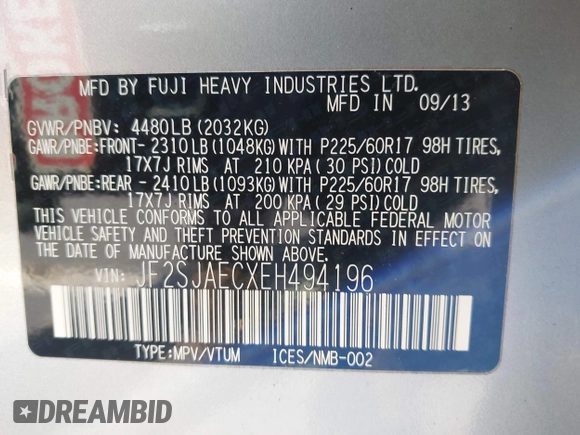 MFD BY FUJI HEAVY INDUSTRIES LTD.
MFD IN 09/13
GVWR/PNBV: 4480LB (2032KG)
GAWR/PNBE:FRONT- 2310LB (1048KG) WITH P225/60R17 98H TIRES,
17X7J RIMS AT 210 KPA( 30 PSI) COLD
GAWR/PNBE:REAR - 2410LB (1093KG) WITH P225/60R17 98H TIRES,
17X7J RIMS AT 200 KPA( 29 PSI) COLD
THIS VEHICLE CONFORMS TO ALL APPLICABLE FEDERAL MOTOR
VEHICLE SAFETY AND THEFT PREVENTION STANDARDS IN EFFECT ON
THE DATE OF MANUFACTURE SHOWN ABOVE.
VIN: JF2SJAECXEH494196
TYPE:MPV/VTUM ICES/NMB-002
DREAMBID